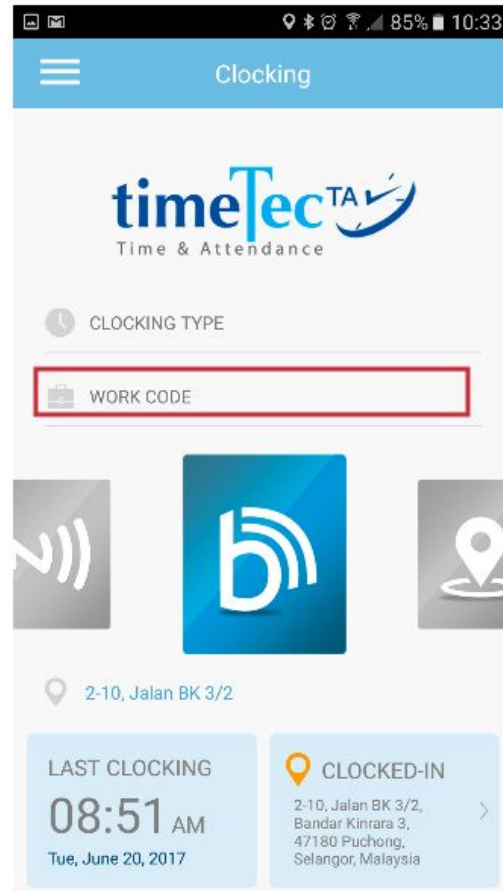 85% 10:33
Clocking
timeTec TA
Time & Attendance
CLOCKING TYPE
WORK CODE
2-10, Jalan BK 3/2
LAST CLOCKING
08:51 AM
Tue, June 20, 2017
CLOCKED-IN
2-10, Jalan BK 3/2,
Bandar Kinrara 3,
47180 Puchong,
Selangor, Malaysia